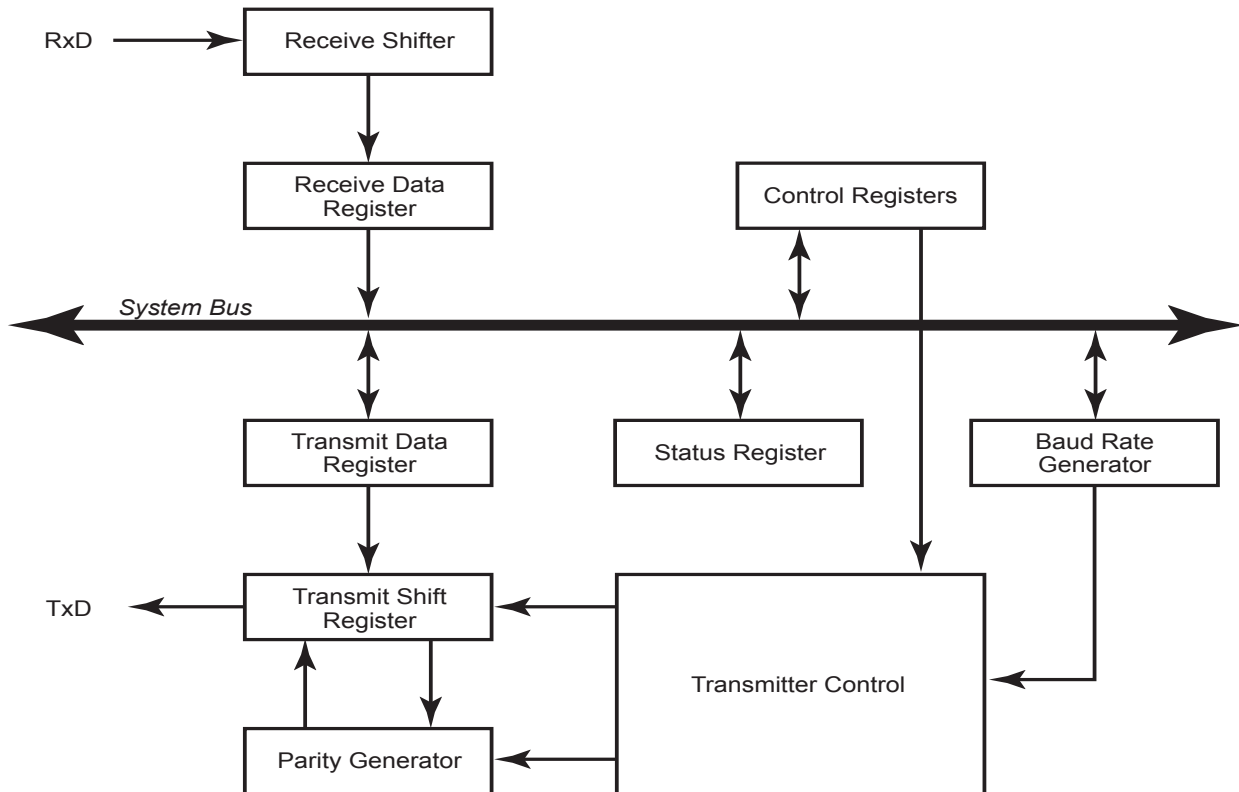 RxD
Receive Shifter
Receive Data
Register
Control Registers
System Bus
Transmit Data
Register
Status Register
Baud Rate
Generator
TxD
Transmit Shift
Register
Transmitter Control
Parity Generator